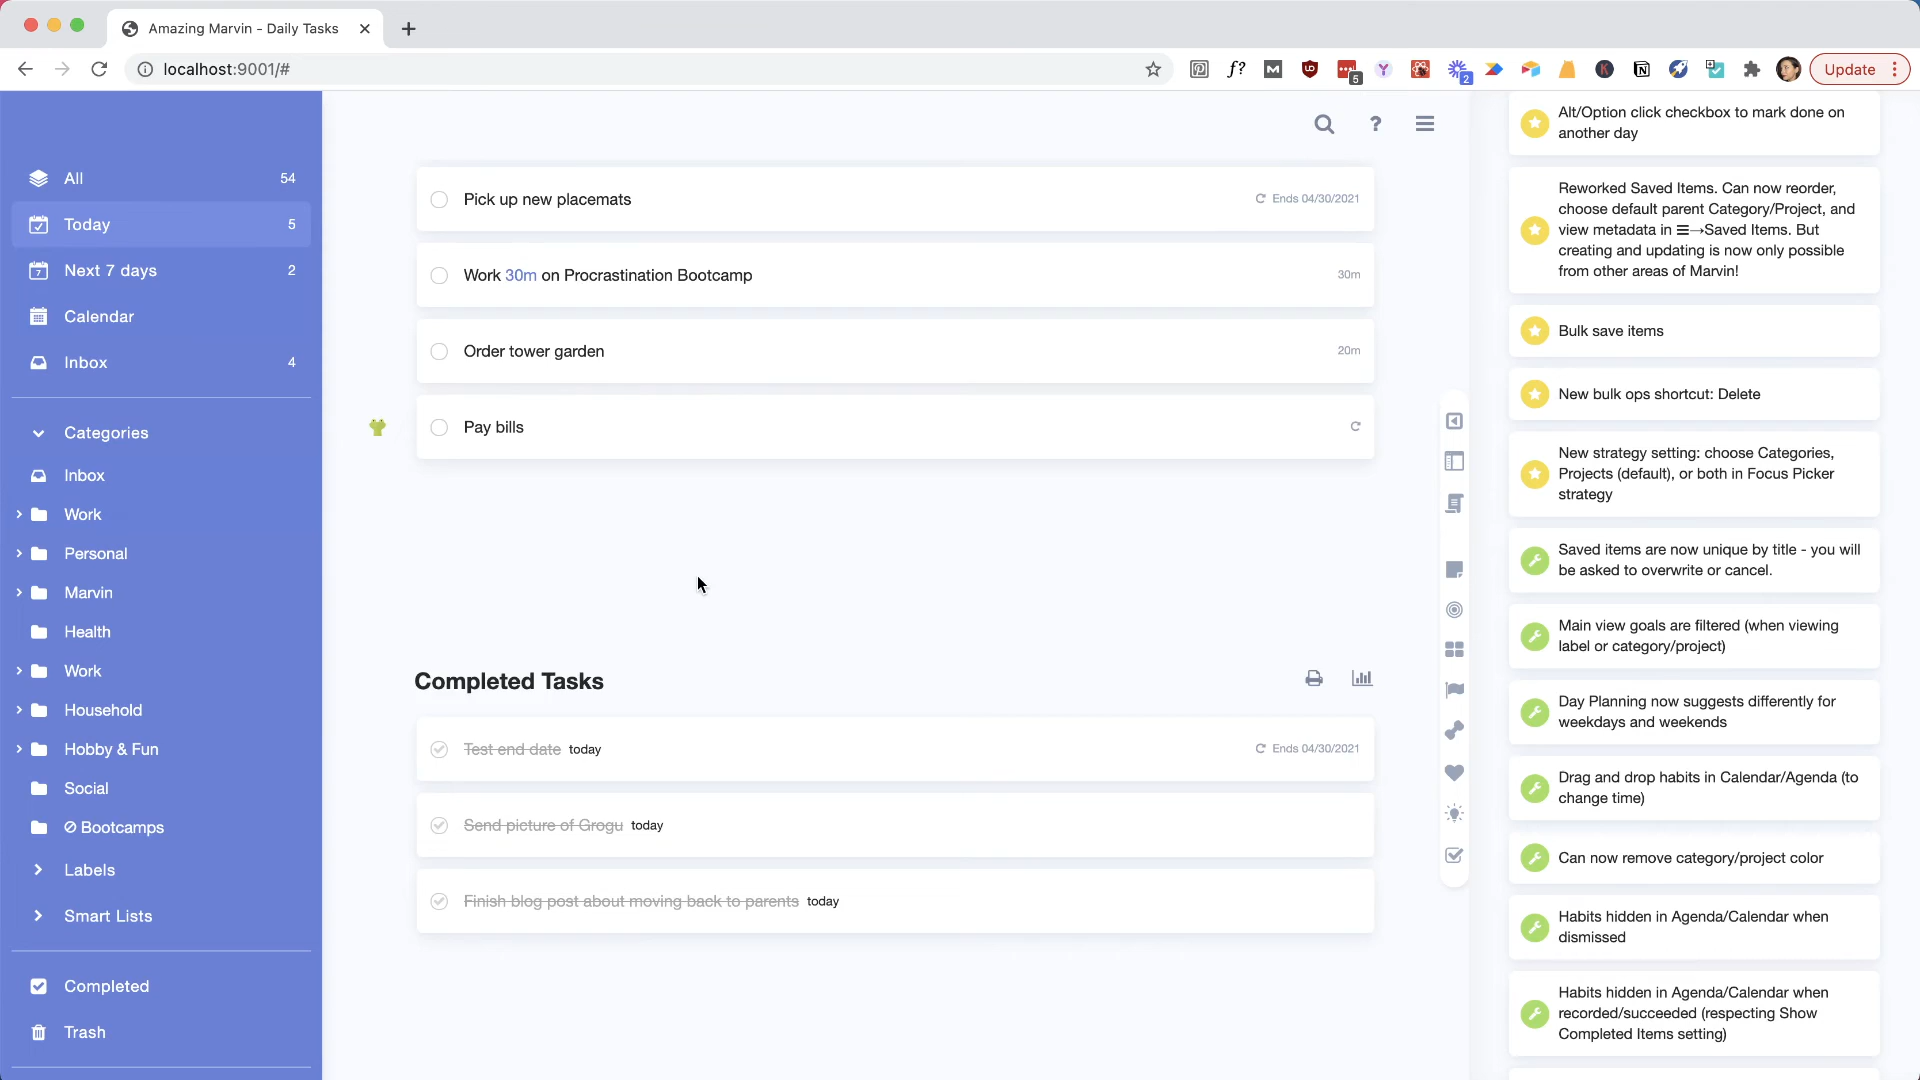 Amazing Marvin - Daily Tasks
localhost:9001/#
f?
5
2
Update
All 54
Today 5
7 Next 7 days 2
Calendar
Inbox 4
Categories
Inbox
Work
Personal
Marvin
Health
Work
Household
Hobby & Fun
Social
Bootcamps
Labels
Smart Lists
Completed
Trash
?
Pick up new placemats Ends 04/30/2021
Work 30m on Procrastination Bootcamp 30m
Order tower garden 20m
Pay bills
Completed Tasks
Test end date today Ends 04/30/2021
Send picture of Grogu today
Finish blog post about moving back to parents today
Alt/Option click checkbox to mark done on
another day
Reworked Saved Items. Can now reorder,
choose default parent Category/Project, and
view metadata in ☰→Saved Items. But
creating and updating is now only possible
from other areas of Marvin!
Bulk save items
New bulk ops shortcut: Delete
New strategy setting: choose Categories,
Projects (default), or both in Focus Picker
strategy
Saved items are now unique by title - you will
be asked to overwrite or cancel.
Main view goals are filtered (when viewing
label or category/project)
Day Planning now suggests differently for
weekdays and weekends
Drag and drop habits in Calendar/Agenda (to
change time)
Can now remove category/project color
Habits hidden in Agenda/Calendar when
dismissed
Habits hidden in Agenda/Calendar when
recorded/succeeded (respecting Show
Completed Items setting)